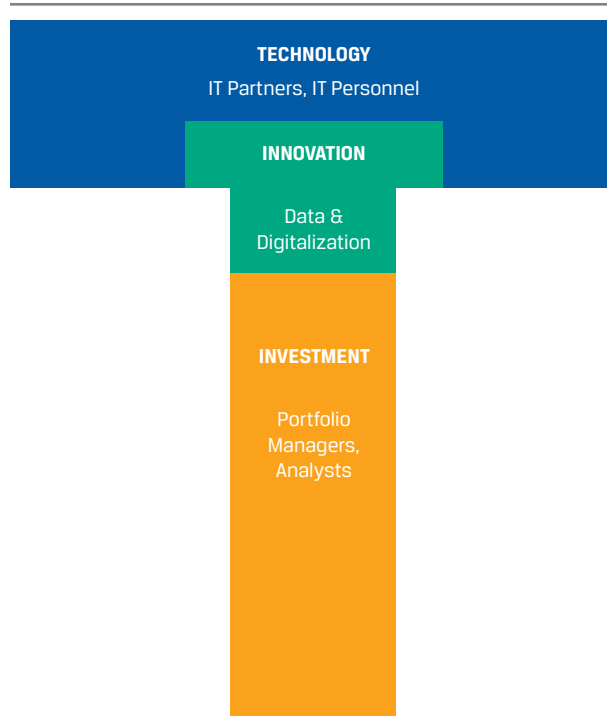 TECHNOLOGY
IT Partners, IT Personnel
INNOVATION
Data &
Digitalization
INVESTMENT
Portfolio
Managers,
Analysts